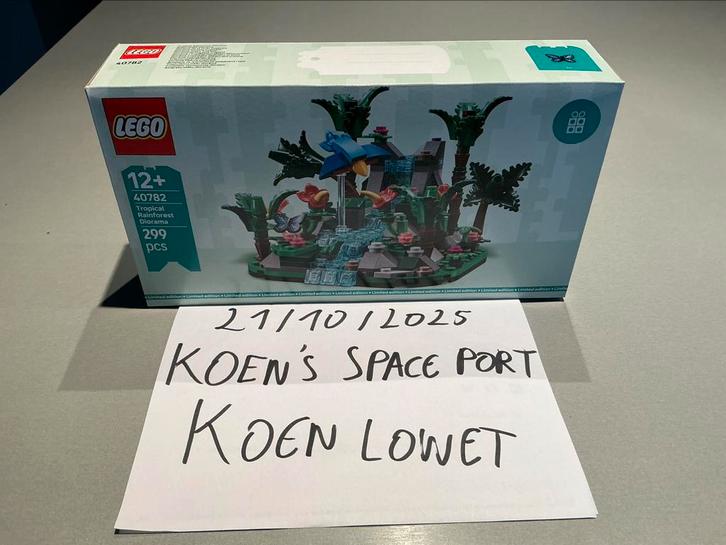 LEGO
40782
LEGO
12+
40782
Tropical
Rainforest
Diorama
299
pcs
21/10/2025
KOEN'S SPACE PORT
KOEN LOWET